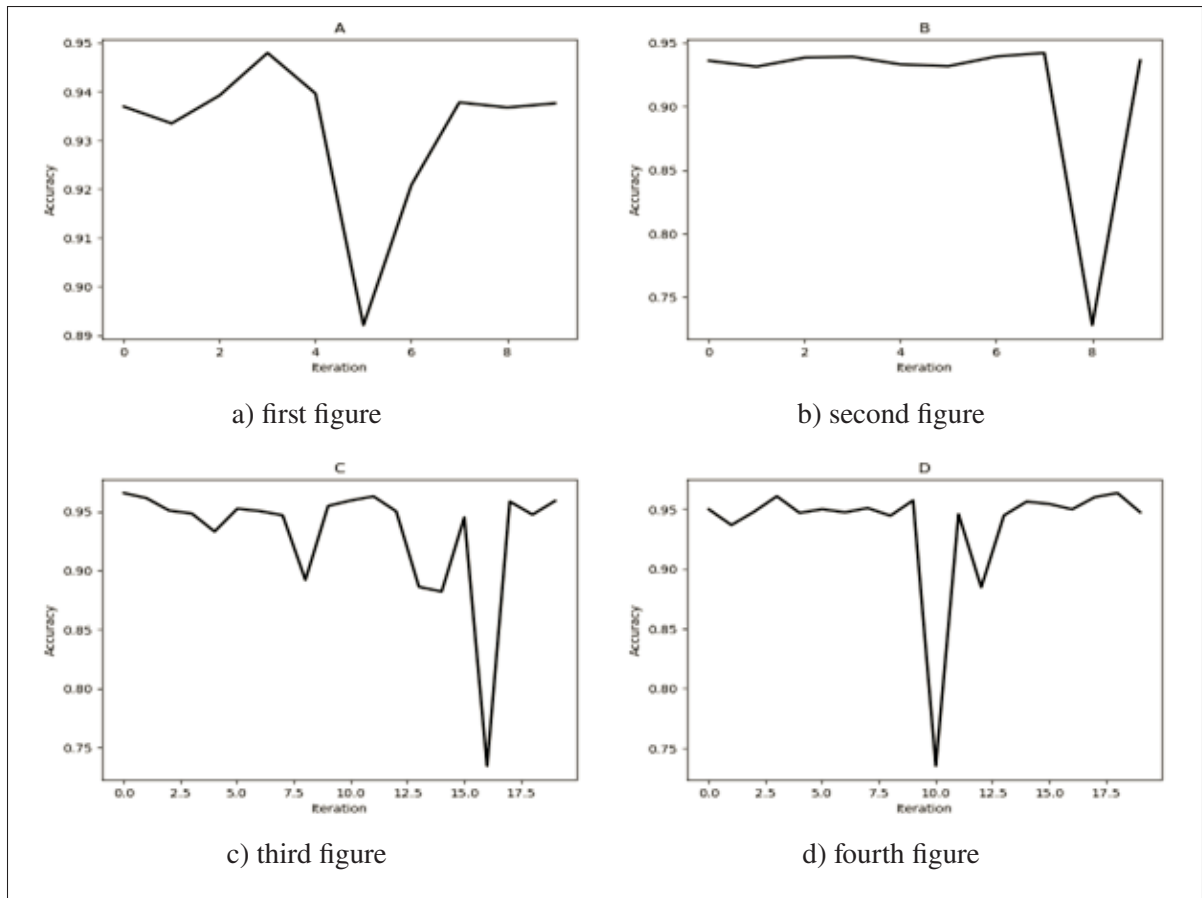 A
0.95
0.94
0.93
0.92
0.91
0.90
0.89
Accuracy
0 2 4 6 8
Iteration
a) first figure
B
0.95
0.90
0.85
0.80
0.75
Accuracy
0 2 4 6 8
Iteration
b) second figure
C
0.95
0.90
0.85
0.80
0.75
Accuracy
0.0 2.5 5.0 7.5 10.0 12.5 15.0 17.5
Iteration
c) third figure
D
0.95
0.90
0.85
0.80
0.75
Accuracy
0.0 2.5 5.0 7.5 10.0 12.5 15.0 17.5
Iteration
d) fourth figure